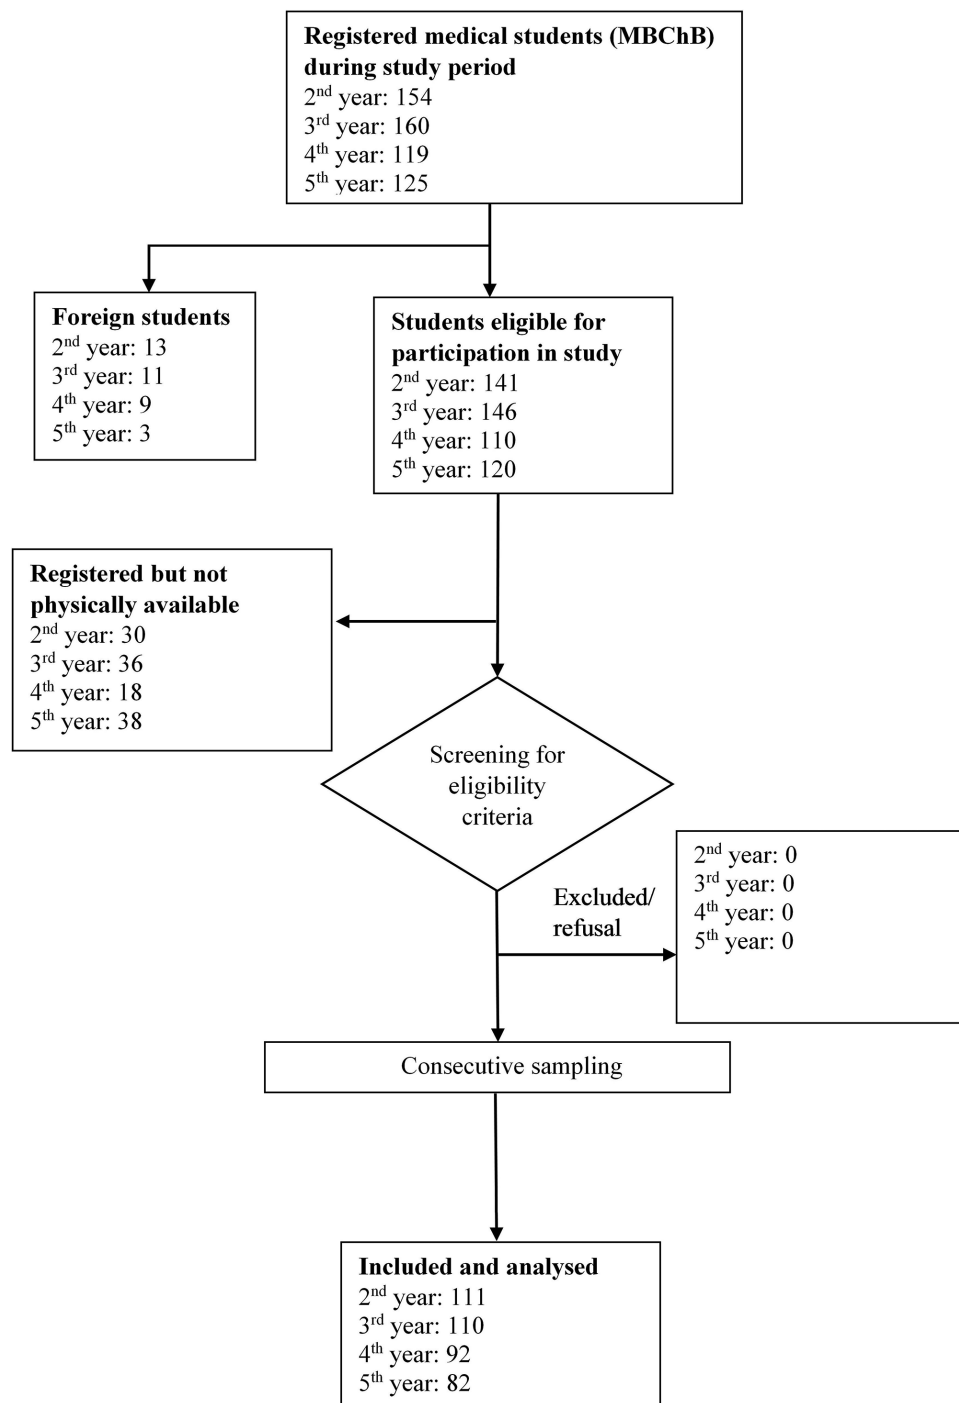 Registered medical students (MBChB)
during study period
2nd year: 154
3rd year: 160
4th year: 119
5th year: 125
Foreign students
2nd year: 13
3rd year: 11
4th year: 9
5th year: 3
Students eligible for
participation in study
2nd year: 141
3rd year: 146
4th year: 110
5th year: 120
Registered but not
physically available
2nd year: 30
3rd year: 36
4th year: 18
5th year: 38
Screening for
eligibility
criteria
Excluded/
refusal
2nd year: 0
3rd year: 0
4th year: 0
5th year: 0
Consecutive sampling
Included and analysed
2nd year: 111
3rd year: 110
4th year: 92
5th year: 82